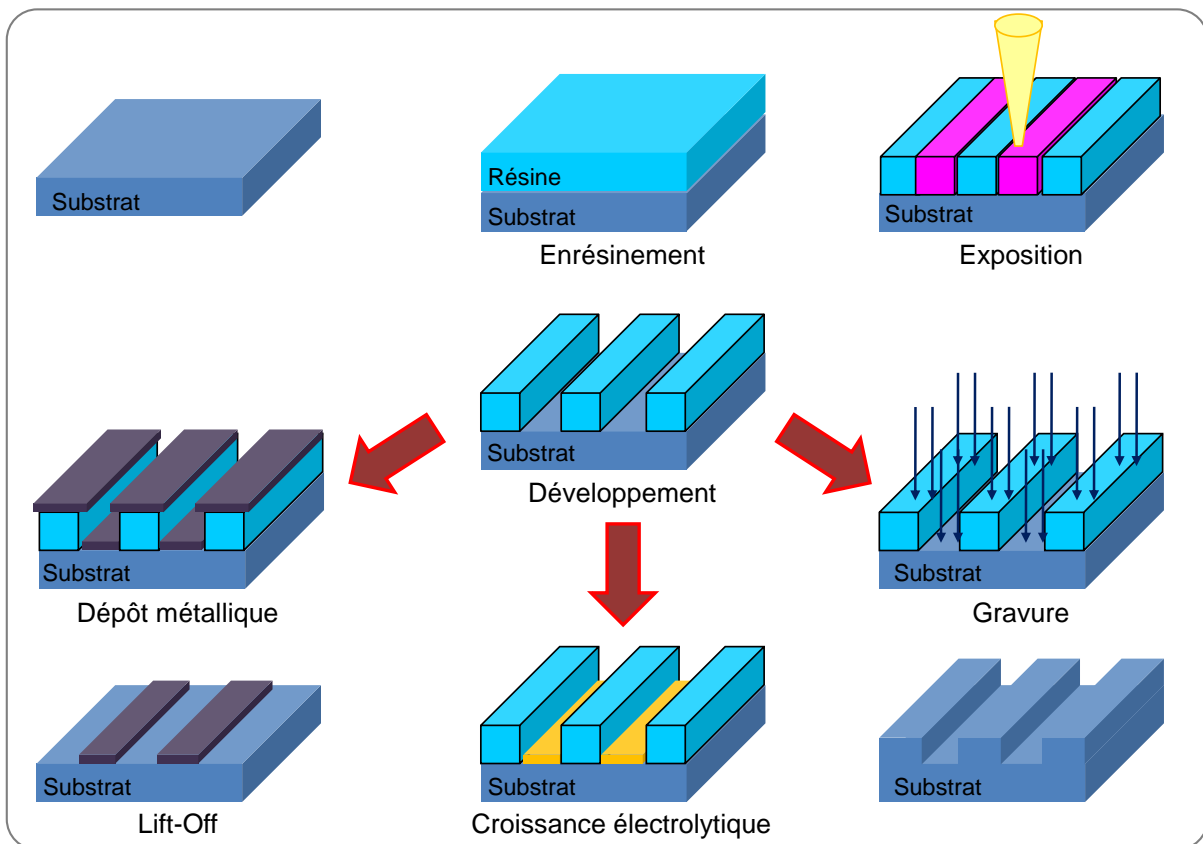 Substrat
Résine
Substrat
Enrésinement
Substrat
Exposition
Développement
Substrat
Substrat
Dépôt métallique
Substrat
Gravure
Substrat
Lift-Off
Substrat
Croissance électrolytique
Substrat